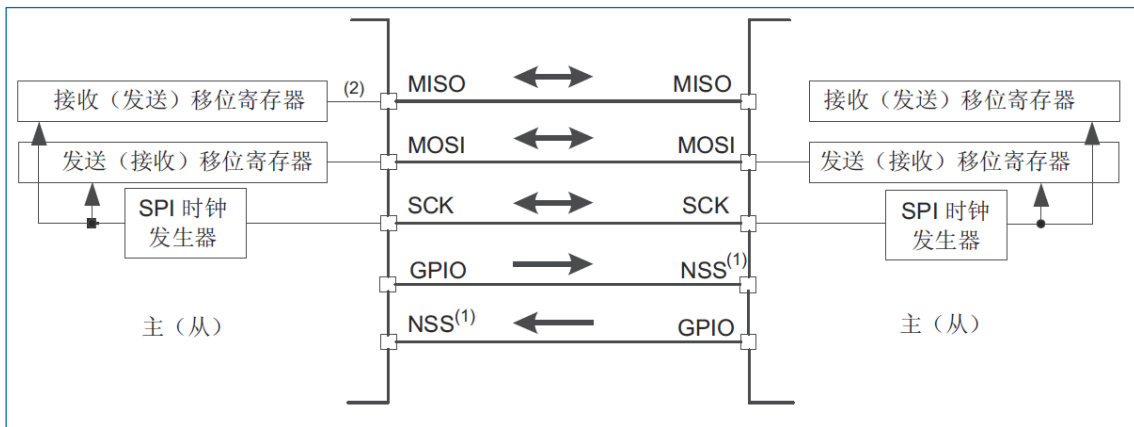 接收（发送）移位寄存器
(2)
MISO
MISO
接收（发送）移位寄存器
发送（接收）移位寄存器
MOSI
MOSI
发送（接收）移位寄存器
SPI 时钟
发生器
SCK
SCK
SPI 时钟
发生器
GPIO
NSS(1)
主（从）
NSS(1)
GPIO
主（从）